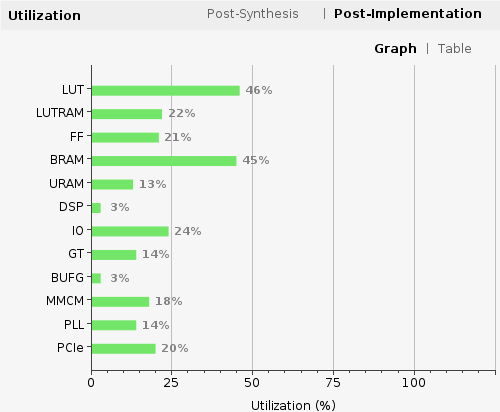 Utilization Post-Synthesis | Post-Implementation
Graph | Table
LUT 46%
LUTRAM 22%
FF 21%
BRAM 45%
URAM 13%
DSP 3%
IO 24%
GT 14%
BUFG 3%
MMCM 18%
PLL 14%
PCIe 20%
0 25 50 75 100
Utilization (%)